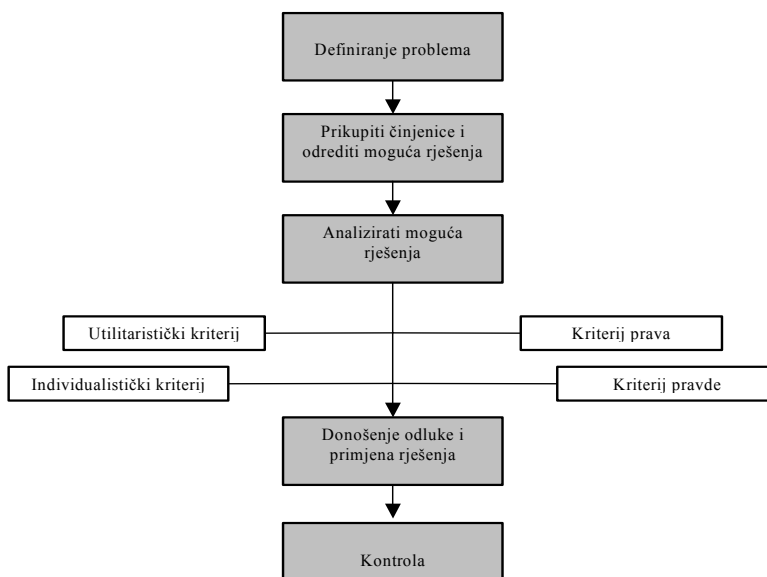 Definiranje problema
Prikupiti činjenice i
odrediti moguća rješenja
Analizirati moguća
rješenja
Utilitaristički kriterij
Kriterij prava
Individualistički kriterij
Kriterij pravde
Donošenje odluke i
primjena rješenja
Kontrola